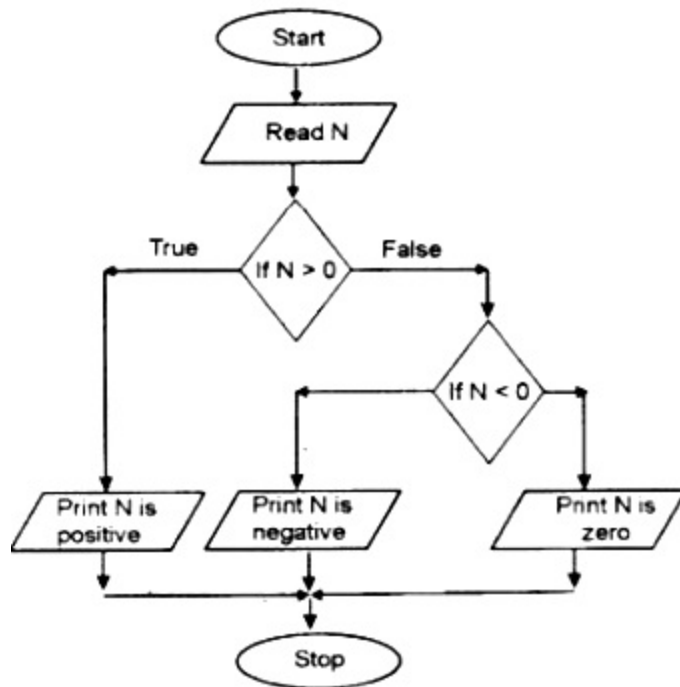 Start
Read N
True
False
If N > 0
If N < 0
Print N is
positive
Print N is
negative
Print N is
zero
Stop